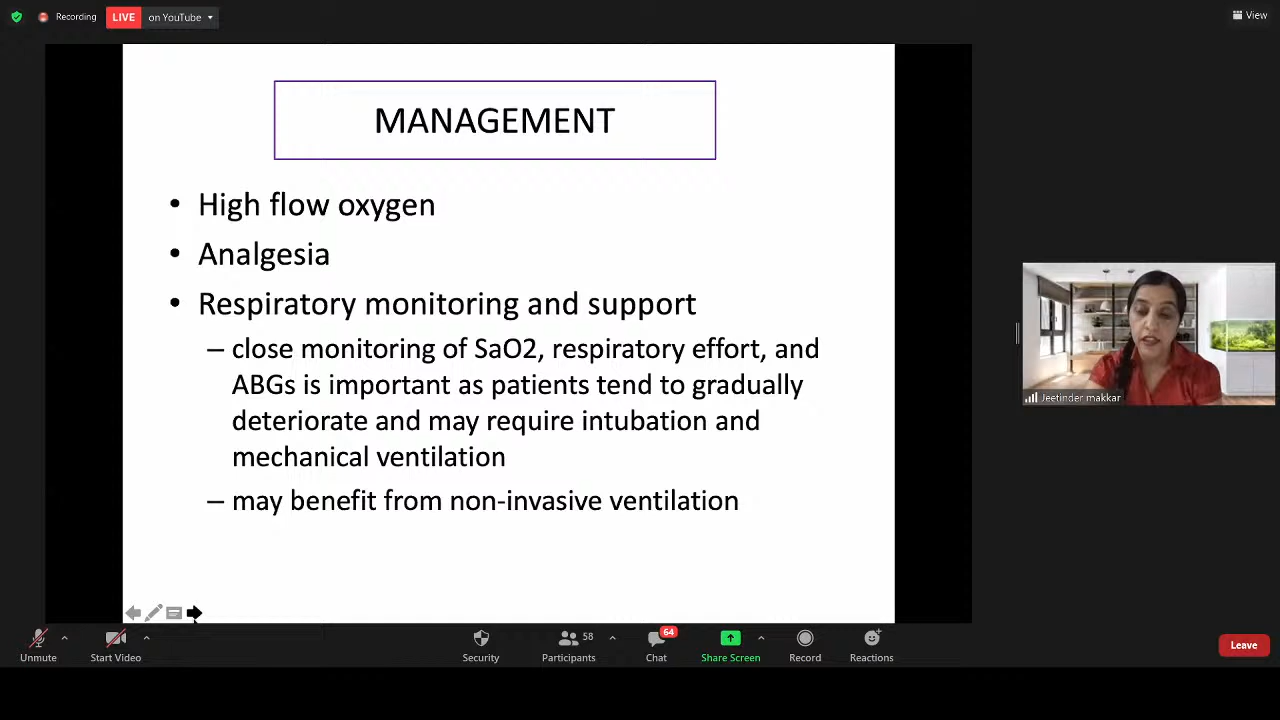 Recording
LIVE
on YouTube
View
MANAGEMENT
• High flow oxygen
• Analgesia
• Respiratory monitoring and support
– close monitoring of SaO2, respiratory effort, and
ABGs is important as patients tend to gradually
deteriorate and may require intubation and
mechanical ventilation
– may benefit from non-invasive ventilation
Jeetinder makkar
Unmute
Start Video
Security
58
Participants
64
Chat
Share Screen
Record
Reactions
Leave